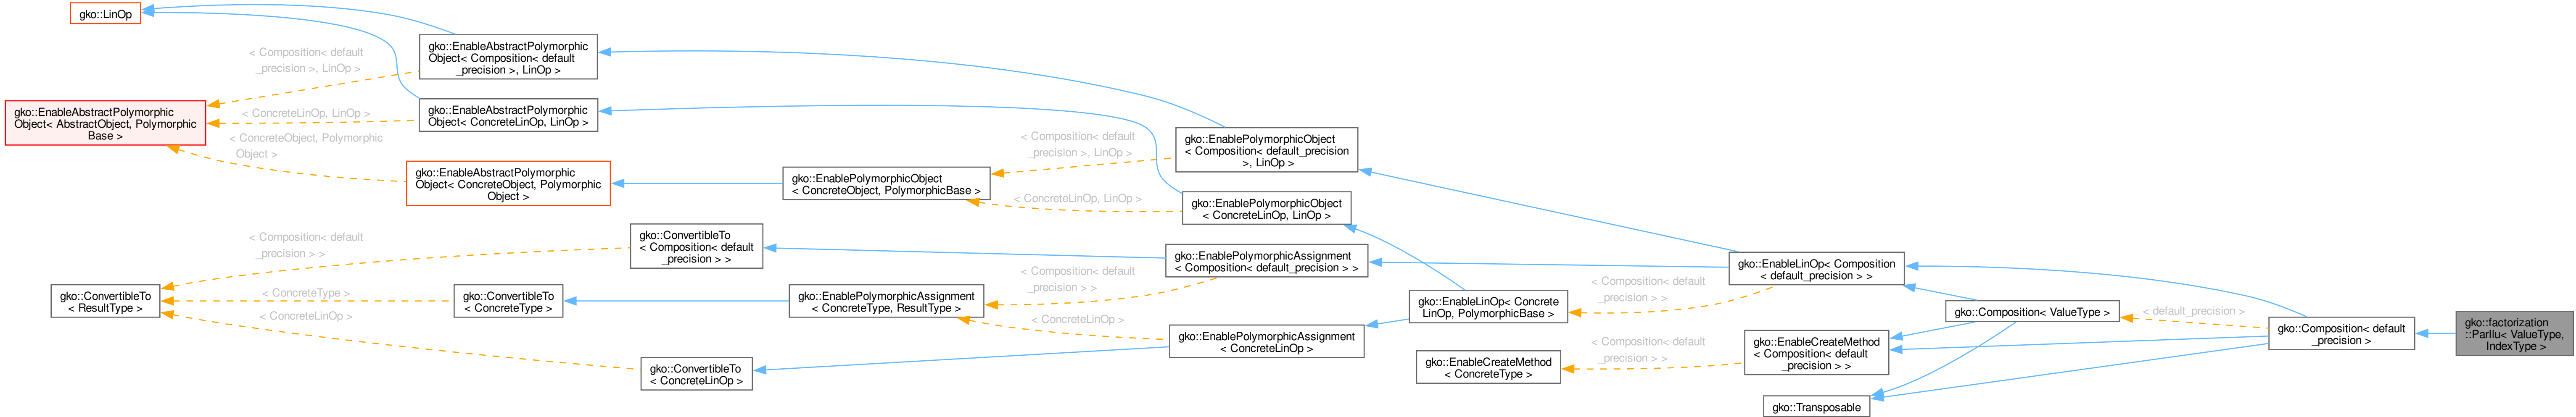 gko::LinOp
gko::EnableAbstractPolymorphic
Object< Composition< default
_precision >, LinOp >
< Composition< default
_precision >, LinOp >
gko::EnableAbstractPolymorphic
Object< AbstractObject, Polymorphic
Base >
< ConcreteLinOp, LinOp >
gko::EnableAbstractPolymorphic
Object< ConcreteLinOp, LinOp >
< ConcreteObject, Polymorphic
Object >
gko::EnableAbstractPolymorphic
Object< ConcreteObject, Polymorphic
Object >
gko::EnablePolymorphicObject
< ConcreteObject, PolymorphicBase >
< Composition< default
_precision >, LinOp >
gko::EnablePolymorphicObject
< Composition< default_precision
>, LinOp >
< ConcreteLinOp, LinOp >
gko::EnablePolymorphicObject
< ConcreteLinOp, LinOp >
< Composition< default
_precision > >
gko::ConvertibleTo
< Composition< default
_precision > >
gko::EnablePolymorphicAssignment
< Composition< default_precision > >
gko::ConvertibleTo
< ResultType >
< ConcreteType >
gko::ConvertibleTo
< ConcreteType >
gko::EnablePolymorphicAssignment
< ConcreteType, ResultType >
< Composition< default
_precision > >
< ConcreteLinOp >
< ConcreteLinOp >
gko::EnablePolymorphicAssignment
< ConcreteLinOp >
gko::ConvertibleTo
< ConcreteLinOp >
gko::EnableLinOp< Concrete
LinOp, PolymorphicBase >
< Composition< default
_precision > >
gko::EnableLinOp< Composition
< default_precision > >
gko::EnableCreateMethod
< ConcreteType >
< Composition< default
_precision > >
gko::EnableCreateMethod
< Composition< default
_precision > >
gko::Composition< ValueType >
gko::Transposable
< default_precision >
gko::Composition< default
_precision >
gko::factorization
::ParIlu< ValueType,
IndexType >